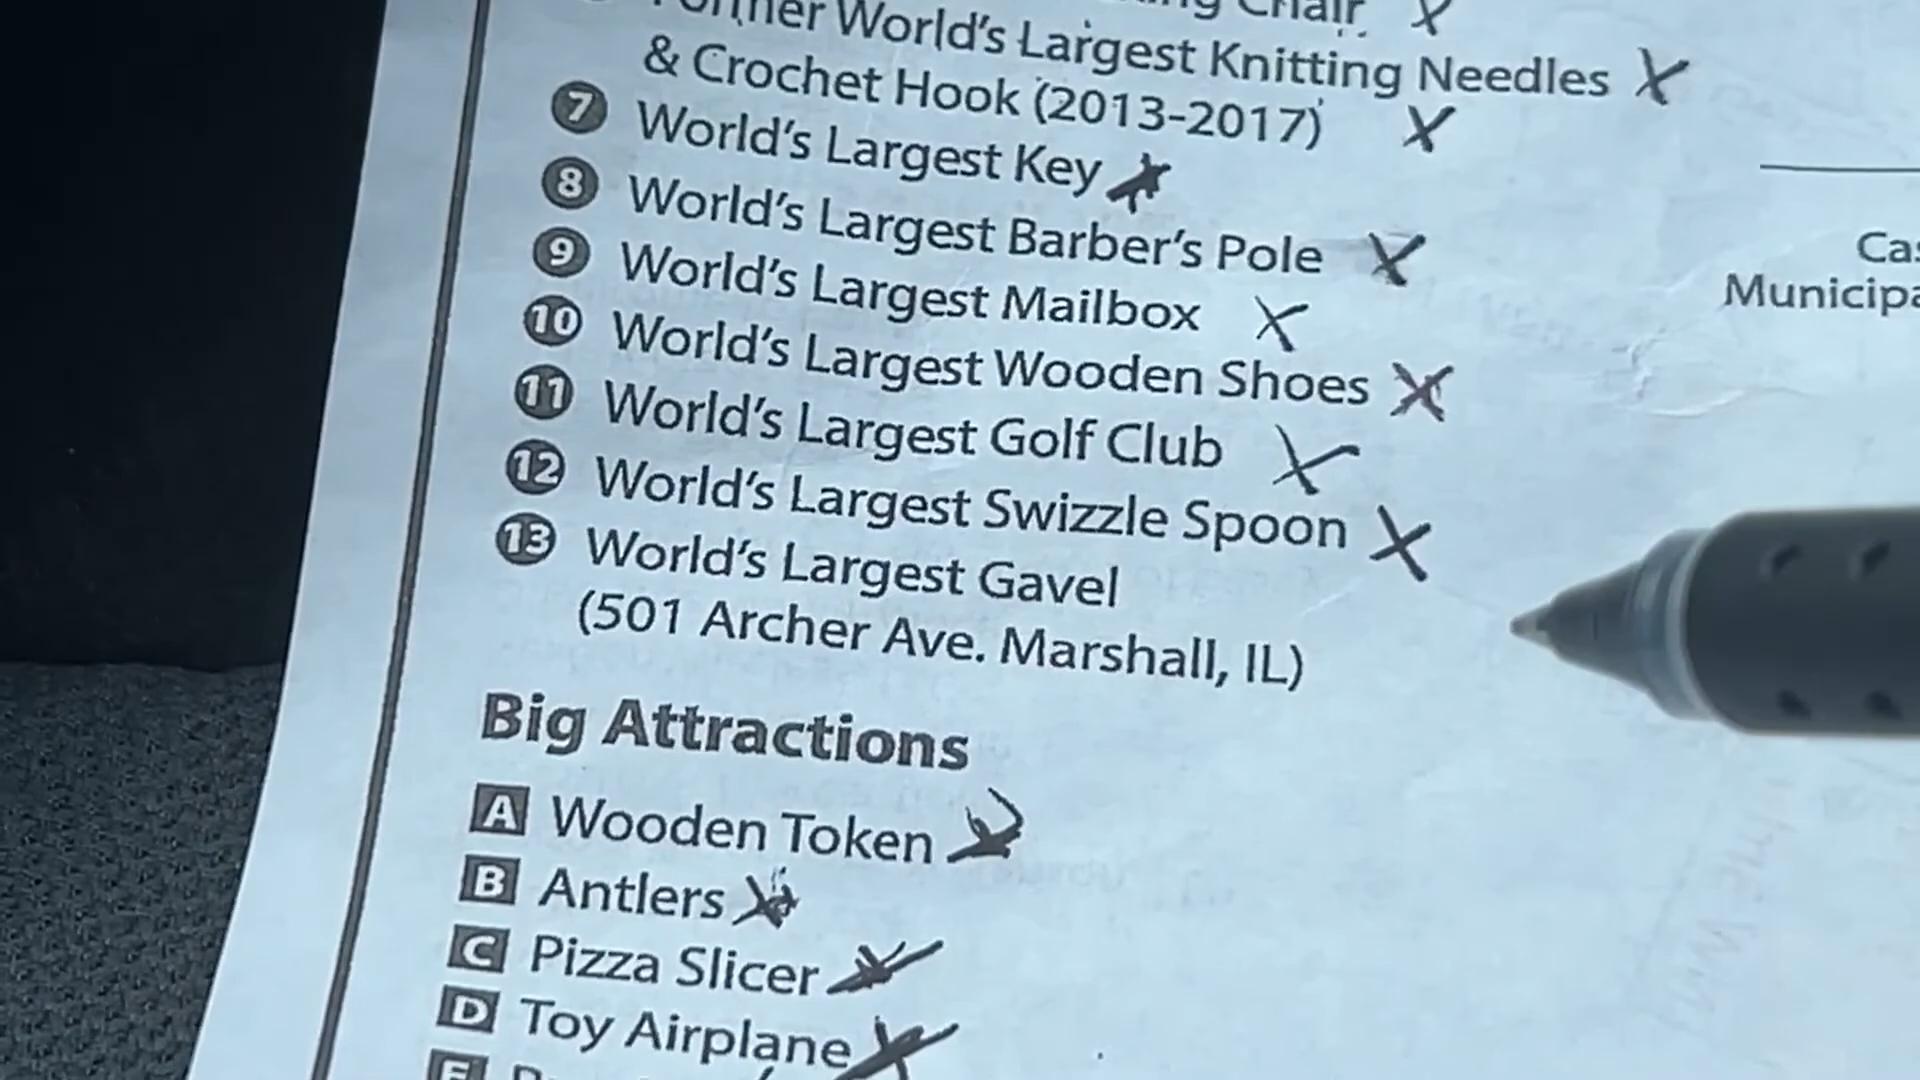 Chair X
Former World's Largest Knitting Needles X
& Crochet Hook (2013-2017) X
7 World's Largest Key X
8 World's Largest Barber's Pole X
9 World's Largest Mailbox X
10 World's Largest Wooden Shoes X
11 World's Largest Golf Club X
12 World's Largest Swizzle Spoon X
13 World's Largest Gavel
(501 Archer Ave. Marshall, IL)
Big Attractions
A Wooden Token X
B Antlers X
C Pizza Slicer X
D Toy Airplane X
E